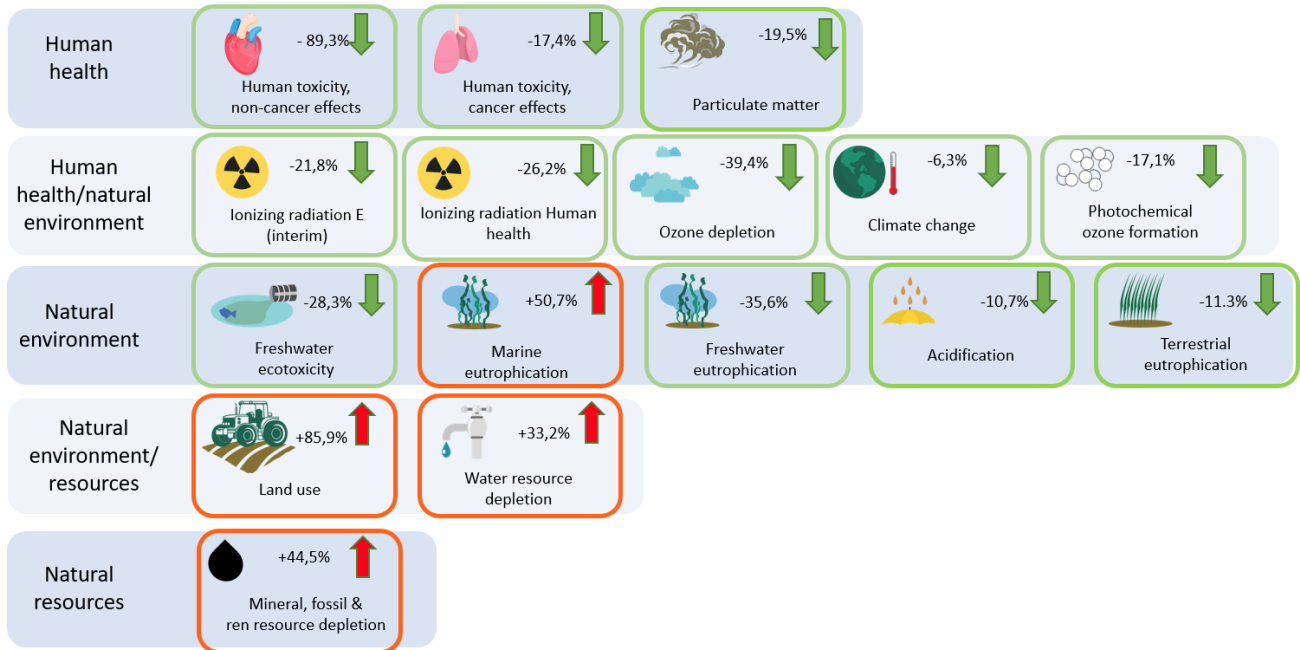 Human
health
- 89,3%
Human toxicity,
non-cancer effects
-17,4%
Human toxicity,
cancer effects
-19,5%
Particulate matter
Human
health/natural
environment
-21,8%
Ionizing radiation E
(interim)
-26,2%
Ionizing radiation Human
health
-39,4%
Ozone depletion
-6,3%
Climate change
-17,1%
Photochemical
ozone formation
Natural
environment
-28,3%
Freshwater
ecotoxicity
+50,7%
Marine
eutrophication
-35,6%
Freshwater
eutrophication
-10,7%
Acidification
-11.3%
Terrestrial
eutrophication
Natural
environment/
resources
+85,9%
Land use
+33,2%
Water resource
depletion
Natural
resources
+44,5%
Mineral, fossil &
ren resource depletion